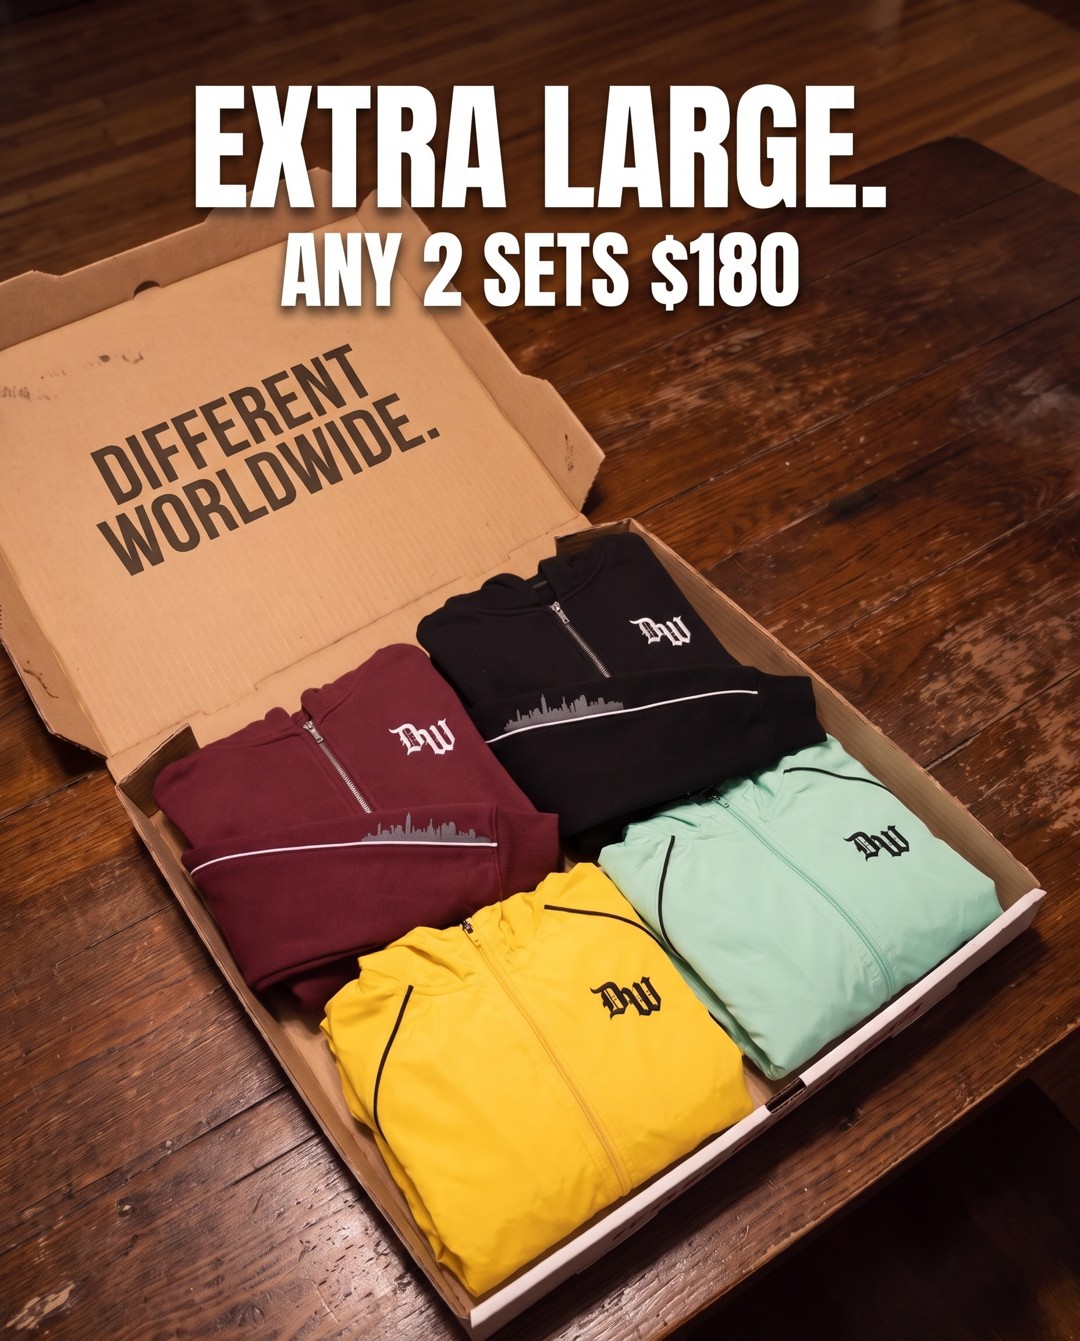 EXTRA LARGE.
ANY 2 SETS $180
DIFFERENT
WORLDWIDE.
DW
DW
DW
DW